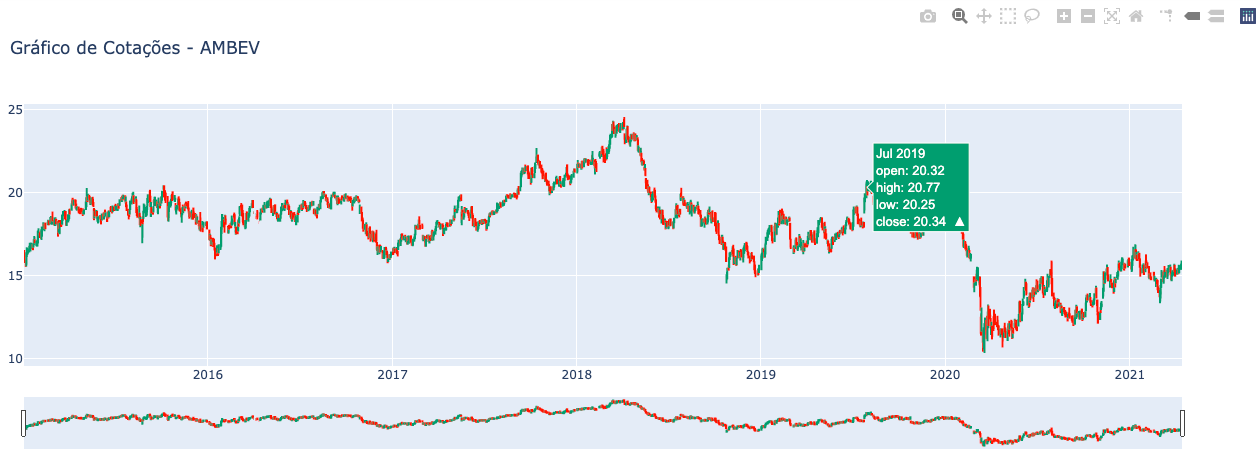 Gráfico de Cotações - AMBEV
25
20
15
10
Jul 2019
open: 20.32
high: 20.77
low: 20.25
close: 20.34 ▲
2016
2017
2018
2019
2020
2021